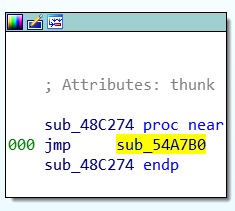 ; Attributes: thunk
sub_48C274 proc near
000 jmp sub_54A7B0
sub_48C274 endp